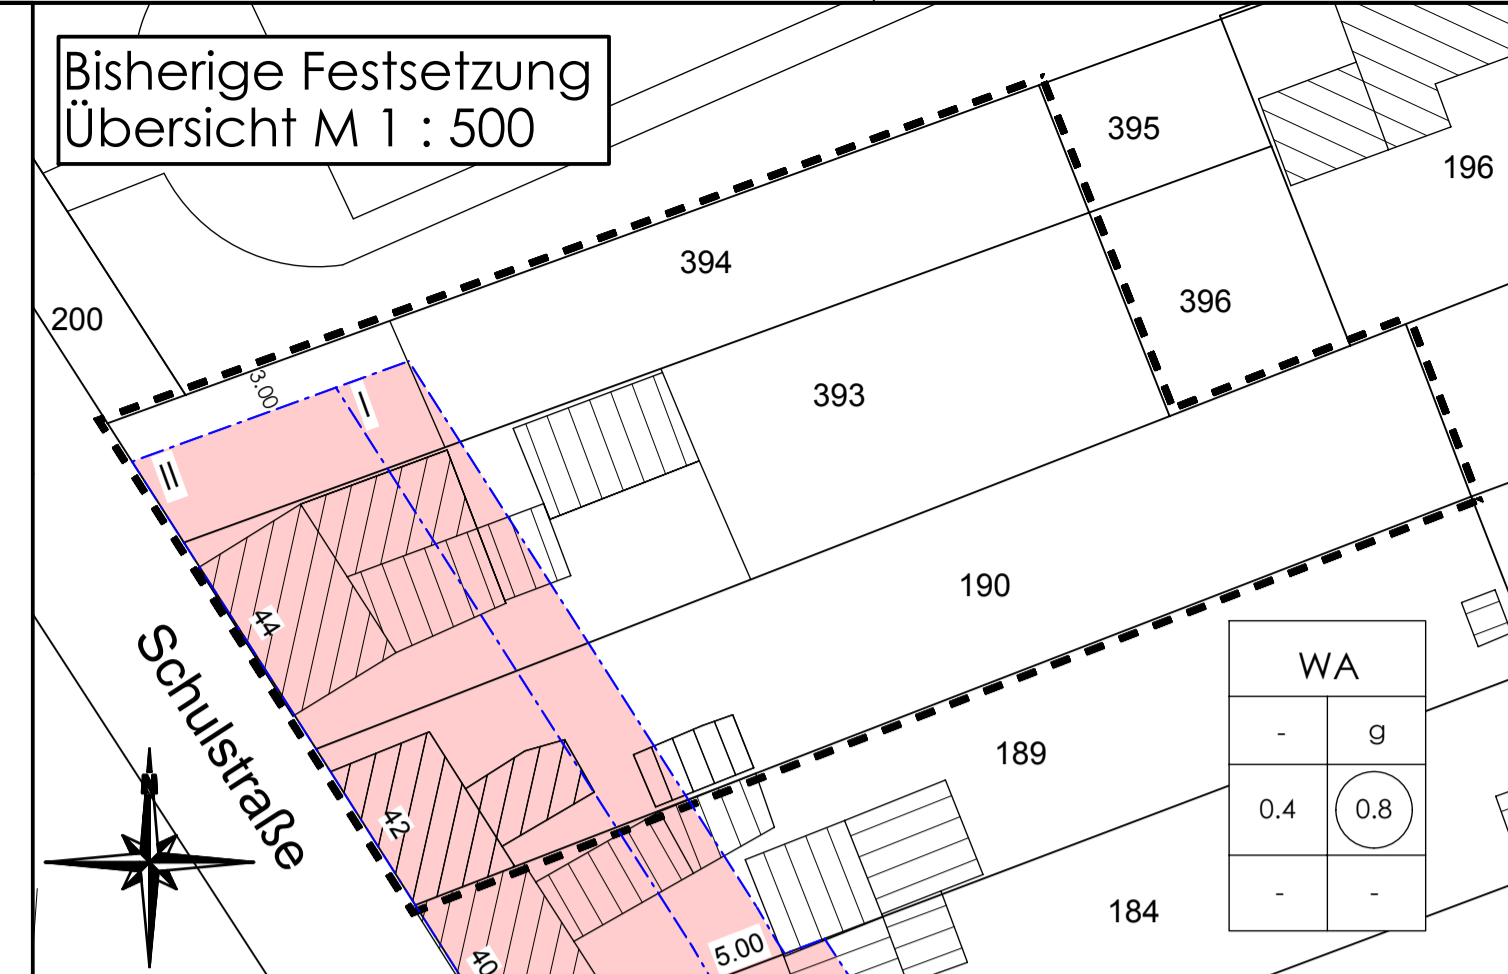 Bisherige Festsetzung
Übersicht M 1 : 500
395
196
394
200
396
3.00
393
I
II
190
44
Schulstraße
WA
- g
42
189
0.4 0.8
N
- -
184
5.00
40